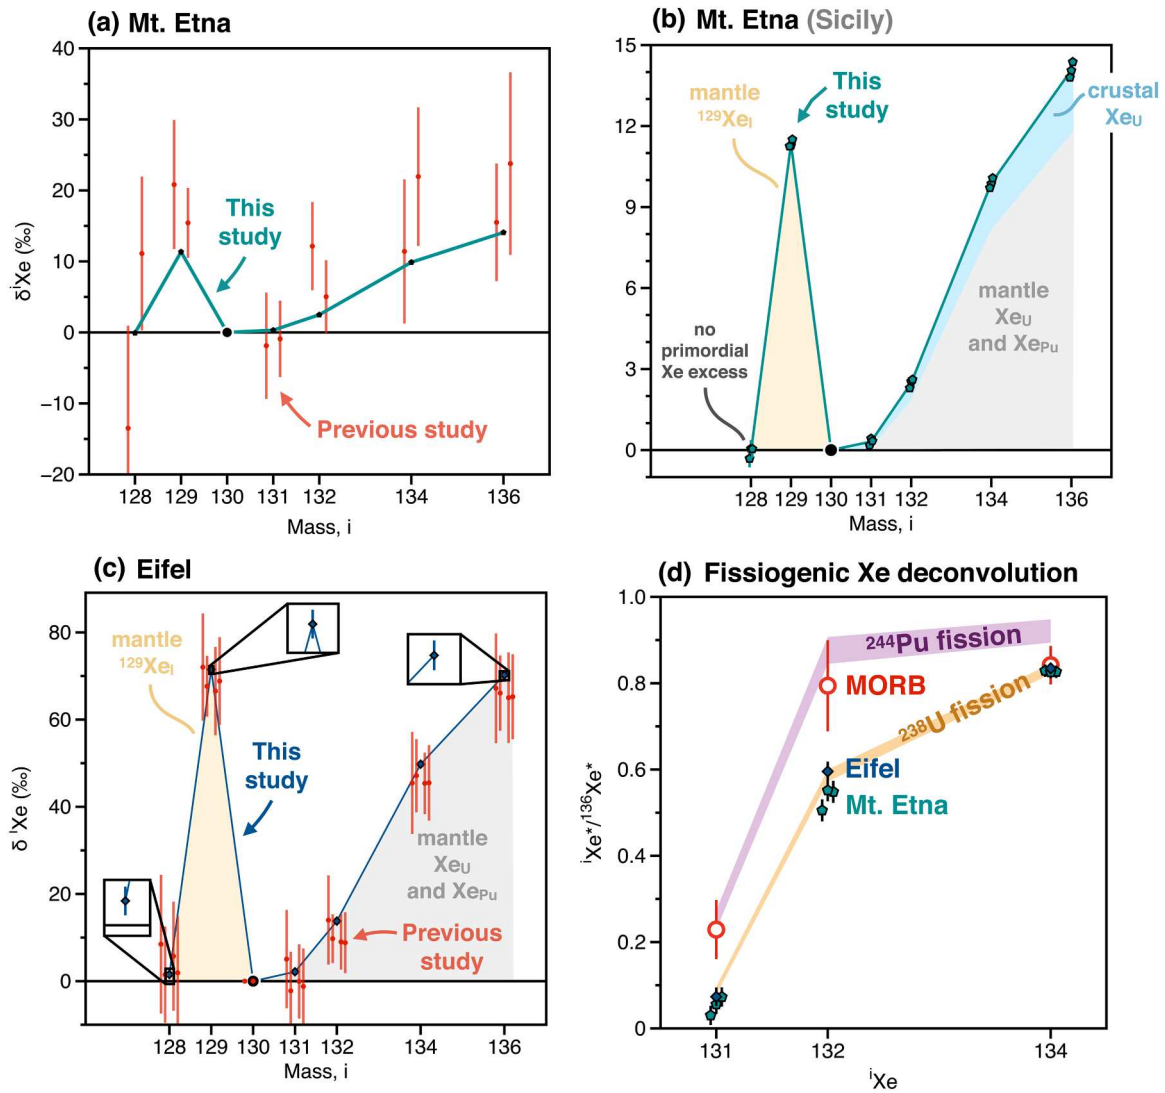 (a) Mt. Etna
40
30
20
10
0
−10
−20
δⁱXe (‰)
This
study
Previous study
128 129 130 131 132 134 136
Mass, i
(b) Mt. Etna (Sicily)
15
12
9
6
3
0
mantle
¹²⁹Xeᵢ
This
study
crustal
Xe_U
mantle
Xe_U
and Xe_Pu
no
primordial
Xe excess
128 129 130 131 132 134 136
Mass, i
(c) Eifel
80
60
40
20
0
δ ⁱXe (‰)
mantle
¹²⁹Xeᵢ
This
study
mantle
Xe_U
and Xe_Pu
Previous
study
128 129 130 131 132 134 136
Mass, i
(d) Fissiogenic Xe deconvolution
1.0
0.8
0.6
0.4
0.2
0
ⁱXe*/¹³⁶Xe*
²⁴⁴Pu fission
MORB
²³⁸U fission
Eifel
Mt. Etna
131 132 134
ⁱXe